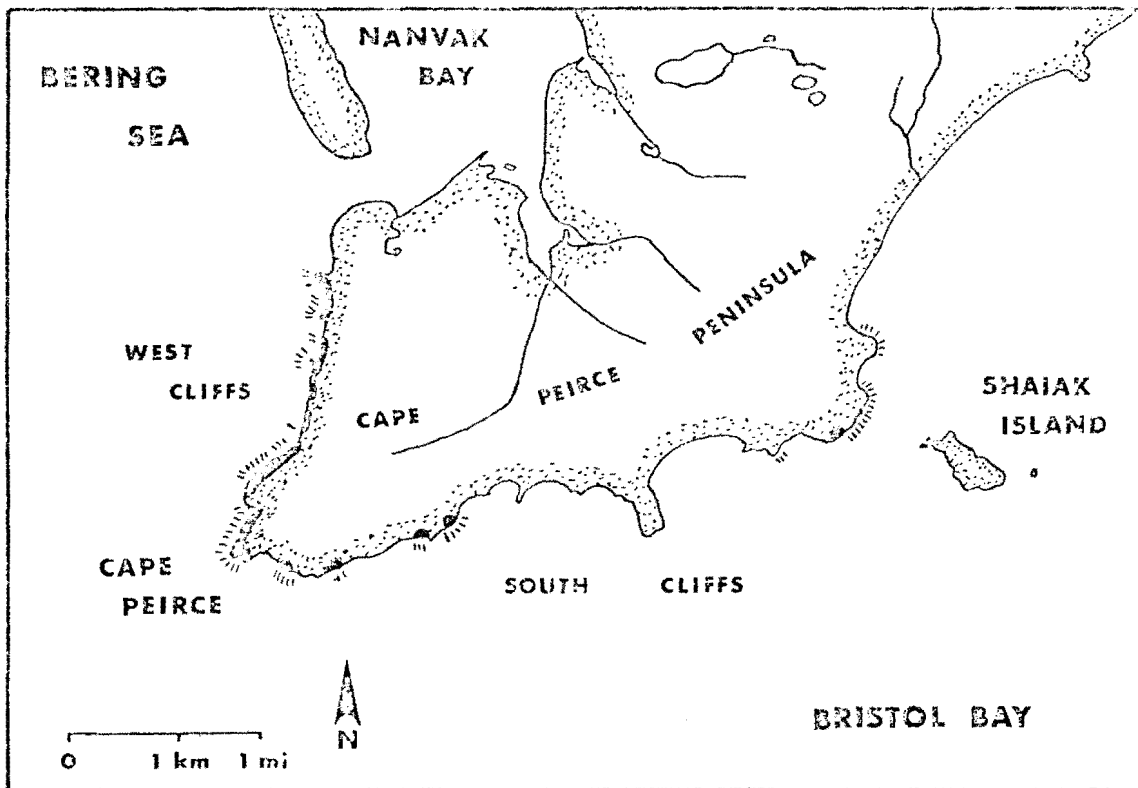 NANVAK
BAY
BERING
SEA
PENINSULA
WEST
CLIFFS
CAPE
PEIRCE
SHAIAK
ISLAND
CAPE
PEIRCE
SOUTH CLIFFS
BRISTOL BAY
N
0 1 km 1 mi